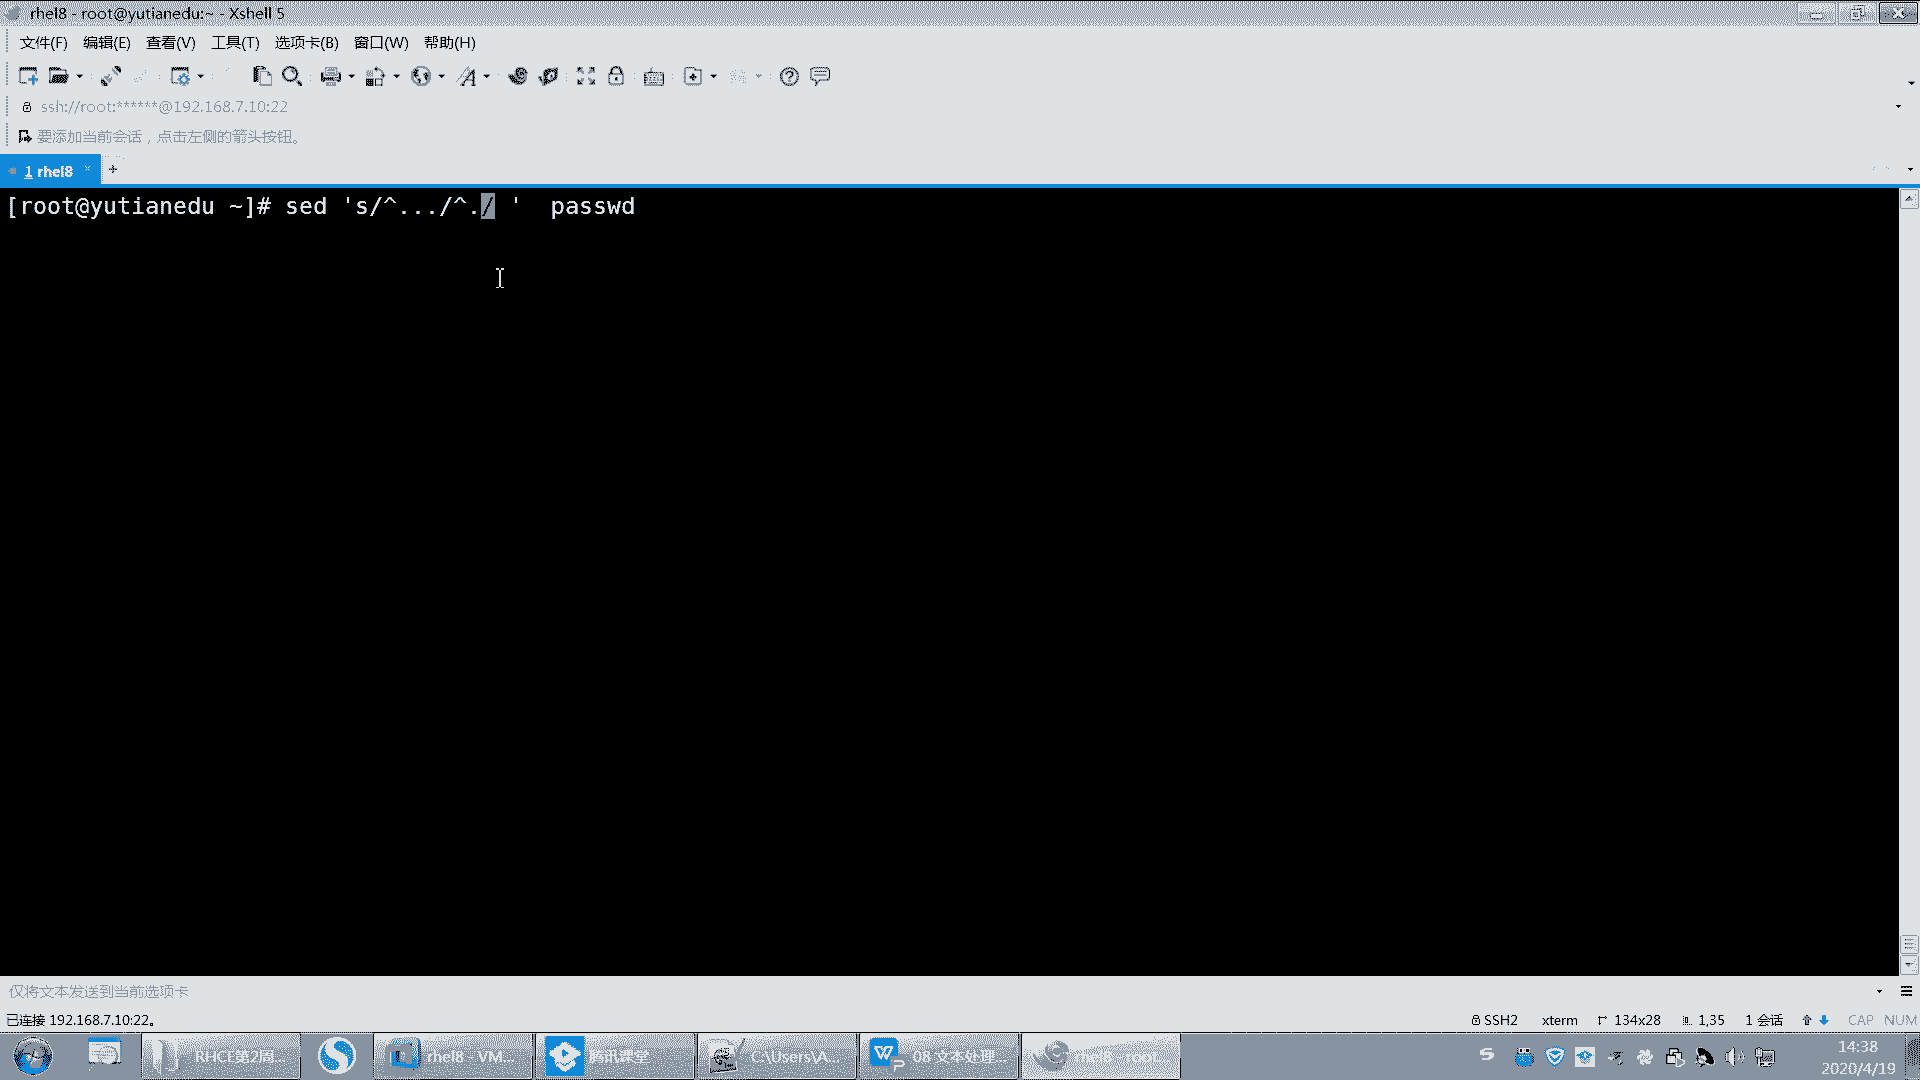 rhel8 - root@yutianedu:~ - Xshell 5
文件(F) 编辑(E) 查看(V) 工具(T) 选项卡(B) 窗口(W) 帮助(H)
ssh://root:******@192.168.7.10:22
要添加当前会话，点击左侧的箭头按钮。
1 rhel8
[root@yutianedu ~]# sed 's/^.../^./ '  passwd
仅将文本发送到当前选项卡
已连接 192.168.7.10:22。 SSH2 xterm 134x28 1,35 1 会话 CAP NUM
RHCE第2周... rhel8 - VM... 腾讯课堂 C:\Users\A... 08 文本处理... rhel8 - root... 14:38
2020/4/19